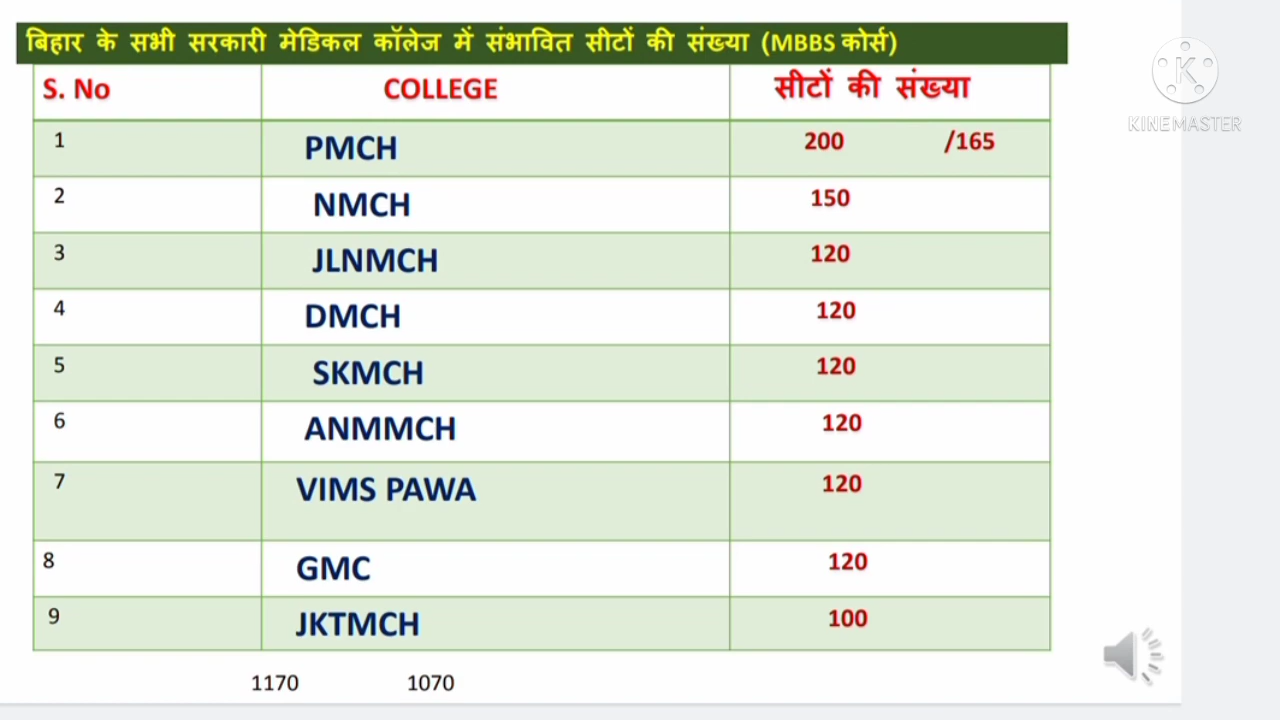 बिहार के सभी सरकारी मेडिकल कॉलेज में संभावित सीटों की संख्या (MBBS कोर्स)
S. No COLLEGE सीटों की संख्या
1 PMCH 200 /165
2 NMCH 150
3 JLNMCH 120
4 DMCH 120
5 SKMCH 120
6 ANMMCH 120
7 VIMS PAWA 120
8 GMC 120
9 JKTMCH 100
1170 1070
K
KINEMASTER